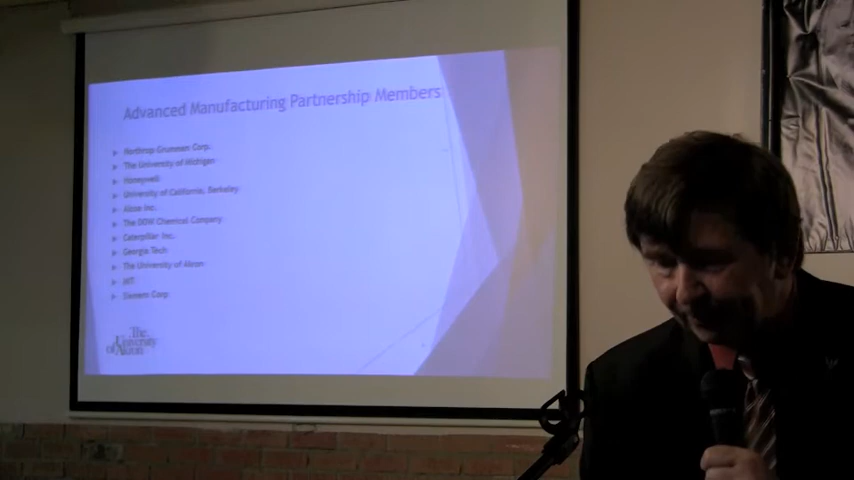 Advanced Manufacturing Partnership Members
Northrop Grumman Corp.
The University of Michigan
Honeywell
University of California, Berkeley
Alcoa Inc.
The DOW Chemical Company
Caterpillar Inc.
Georgia Tech
The University of Akron
MIT
Siemens Corp
The
University
of Akron